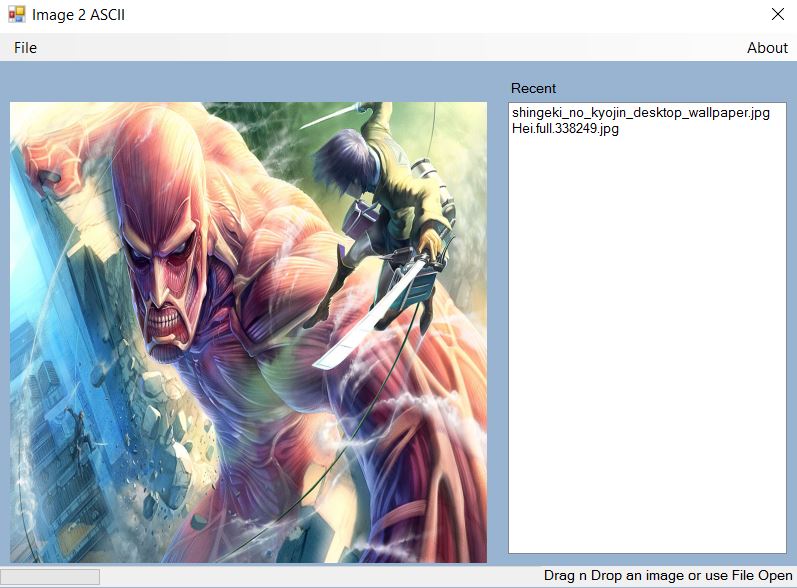 Image 2 ASCII
File
About
Recent
shingeki_no_kyojin_desktop_wallpaper.jpg
Hei.full.338249.jpg
Drag n Drop an image or use File Open